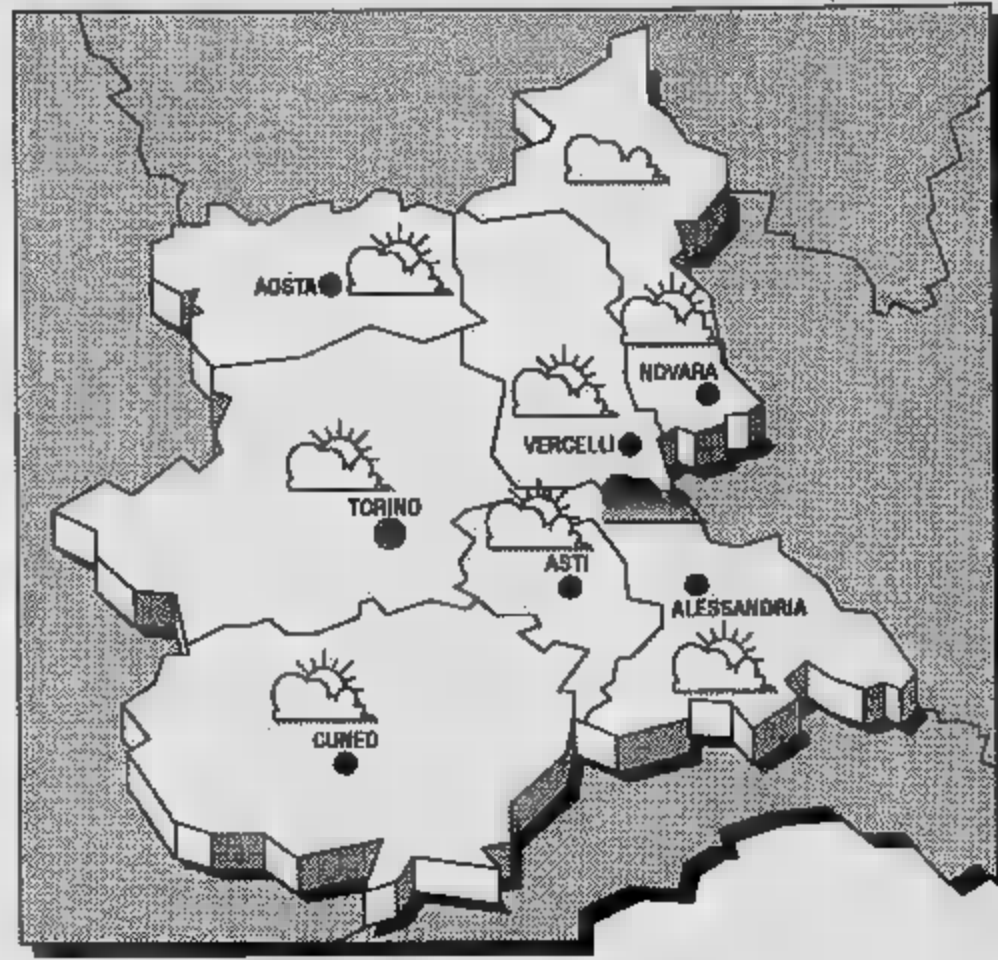 AOSTA
NOVARA
VERCELLI
TORINO
ASTI
ALESSANDRIA
CUNEO